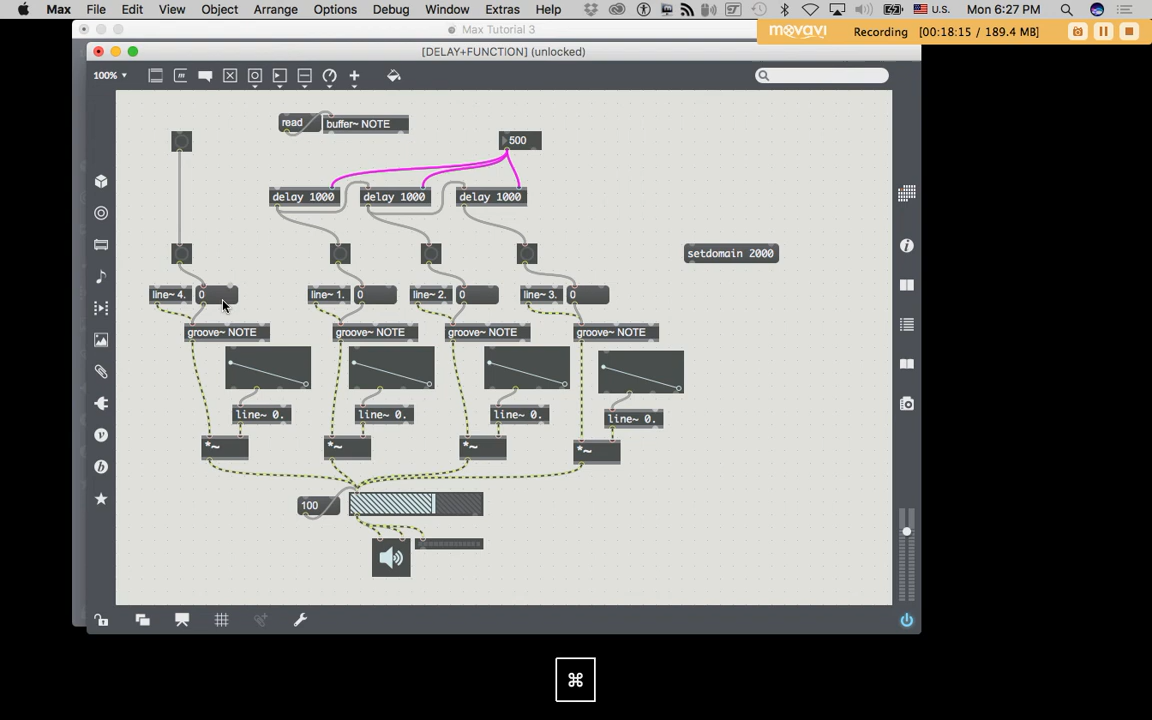 Max File Edit View Object Arrange Options Debug Window Extras Help U.S. Mon 6:27 PM
Max Tutorial 3
movavi Recording [00:18:15 / 189.4 MB]
[DELAY+FUNCTION] (unlocked)
100%
read buffer~ NOTE
500
delay 1000 delay 1000 delay 1000
setdomain 2000
line~ 4. 0 line~ 1. 0 line~ 2. 0 line~ 3. 0
groove~ NOTE groove~ NOTE groove~ NOTE groove~ NOTE
line~ 0. line~ 0. line~ 0. line~ 0.
*~ *~ *~ *~
100
⌘